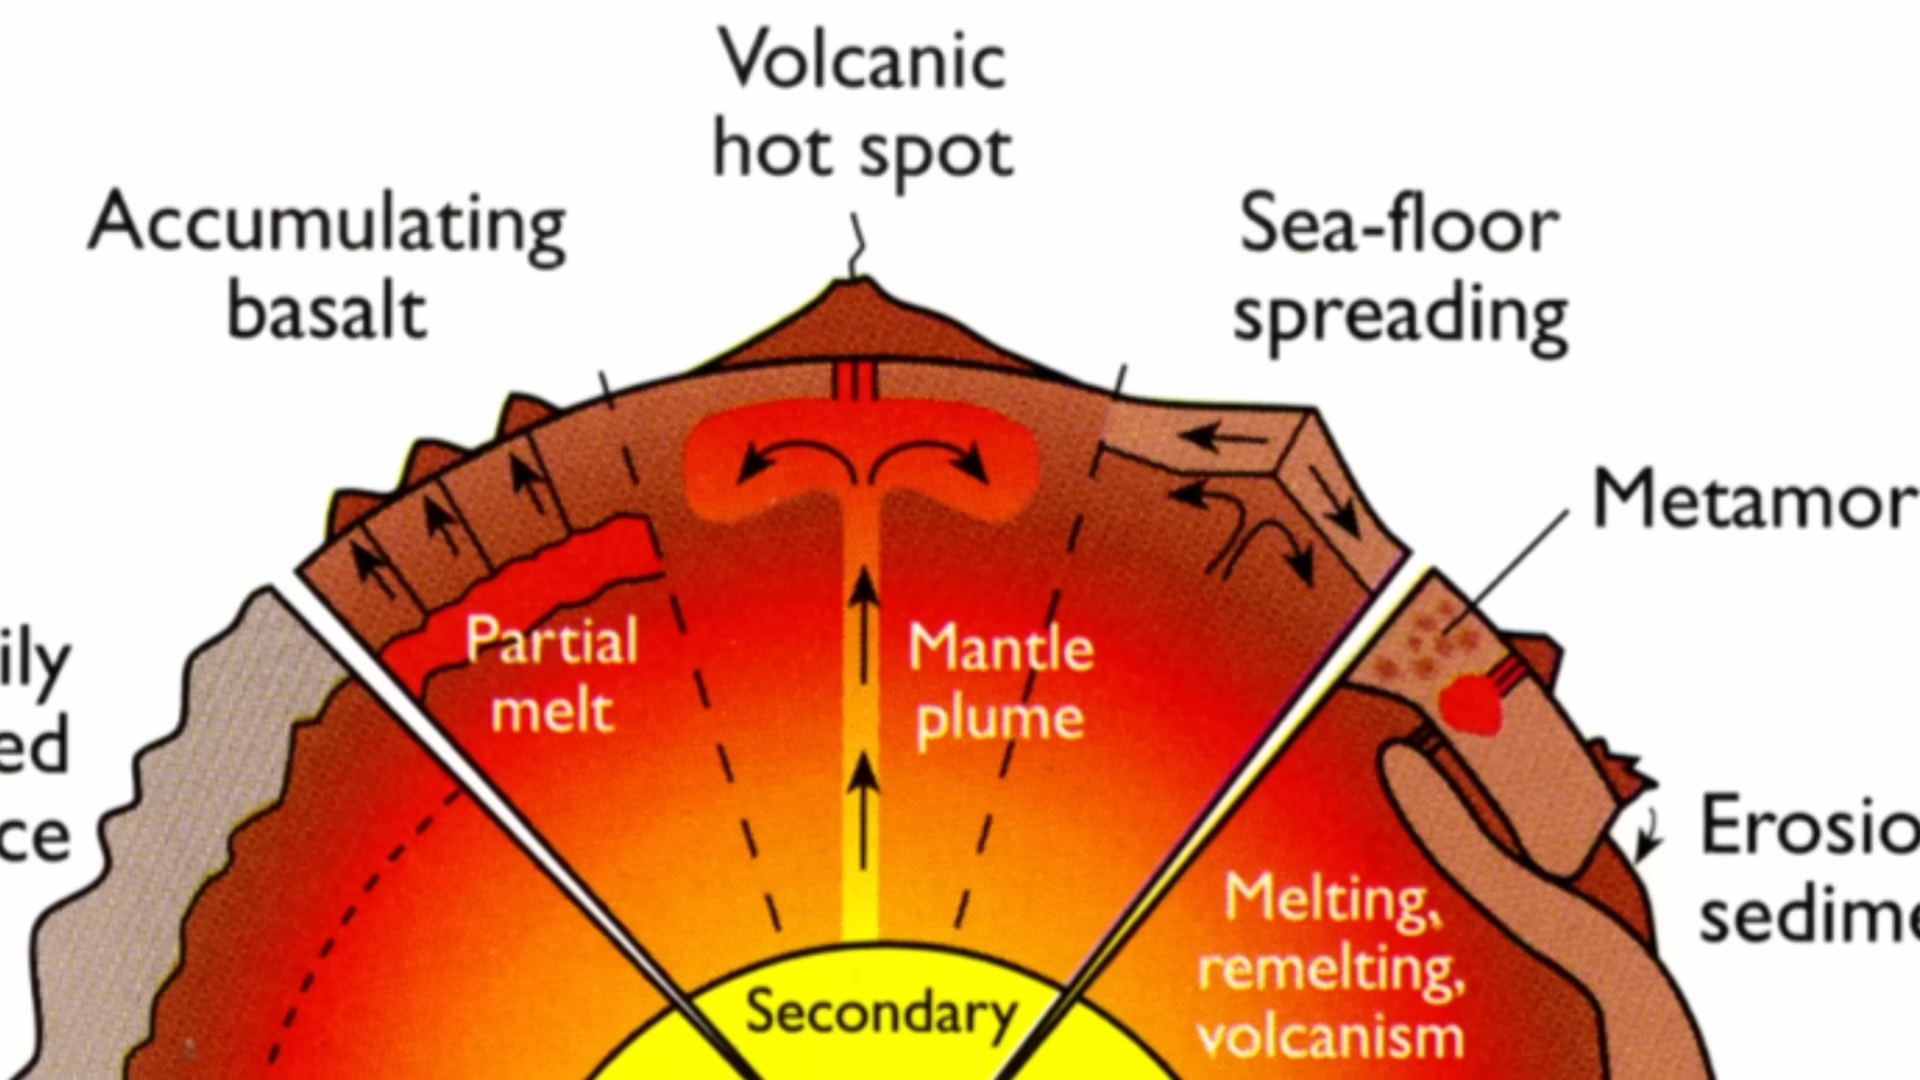 Volcanic
hot spot
Accumulating
basalt
Sea-floor
spreading
Metamor
ily
ed
ce
Partial
melt
Mantle
plume
Erosio
sedime
Melting,
remelting,
volcanism
Secondary